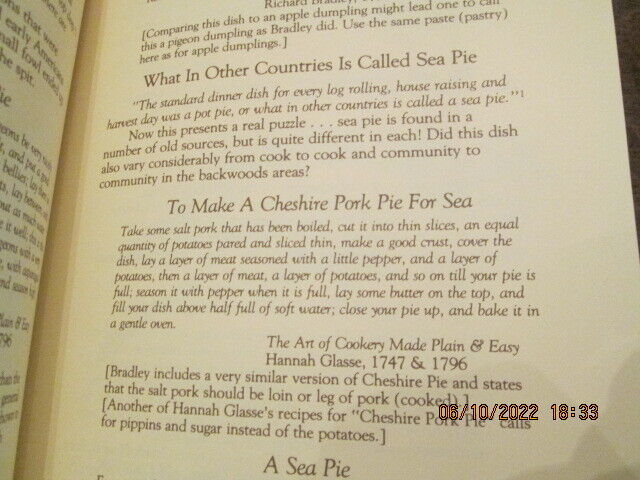 Richard Bradley,
[Comparing this dish to an apple dumpling might lead one to call
this a pigeon dumpling as Bradley did. Use the same paste (pastry)
here as for apple dumplings.]
What In Other Countries Is Called Sea Pie
"The standard dinner dish for every log rolling, house raising and
harvest day was a pot pie, or what in other countries is called a sea pie."1
Now this presents a real puzzle . . . sea pie is found in a
number of old sources, but is quite different in each! Did this dish
also vary considerably from cook to cook and community to
community in the backwoods areas?
To Make A Cheshire Pork Pie For Sea
Take some salt pork that has been boiled, cut it into thin slices, an equal
quantity of potatoes pared and sliced thin, make a good crust, cover the
dish, lay a layer of meat seasoned with a little pepper, and a layer of
potatoes, then a layer of meat, a layer of potatoes, and so on till your pie is
full; season it with pepper when it is full, lay some butter on the top, and
fill your dish above half full of soft water; close your pie up, and bake it in
a gentle oven.
The Art of Cookery Made Plain & Easy
Hannah Glasse, 1747 & 1796
[Bradley includes a very similar version of Cheshire Pie and states
that the salt pork should be loin or leg of pork (cooked).]
[Another of Hannah Glasse's recipes for "Cheshire Pork Pie" calls
for pippins and sugar instead of the potatoes.]
06/10/2022 18:33
A Sea Pie